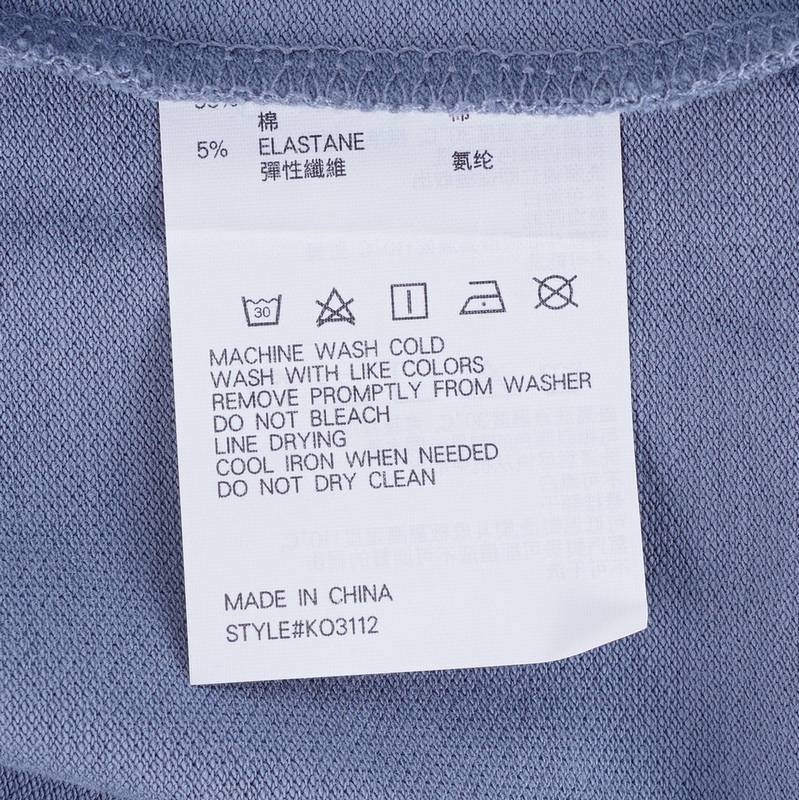 棉
5% ELASTANE
彈性纖維 氨纶
30
MACHINE WASH COLD
WASH WITH LIKE COLORS
REMOVE PROMPTLY FROM WASHER
DO NOT BLEACH
LINE DRYING
COOL IRON WHEN NEEDED
DO NOT DRY CLEAN
MADE IN CHINA
STYLE#KO3112